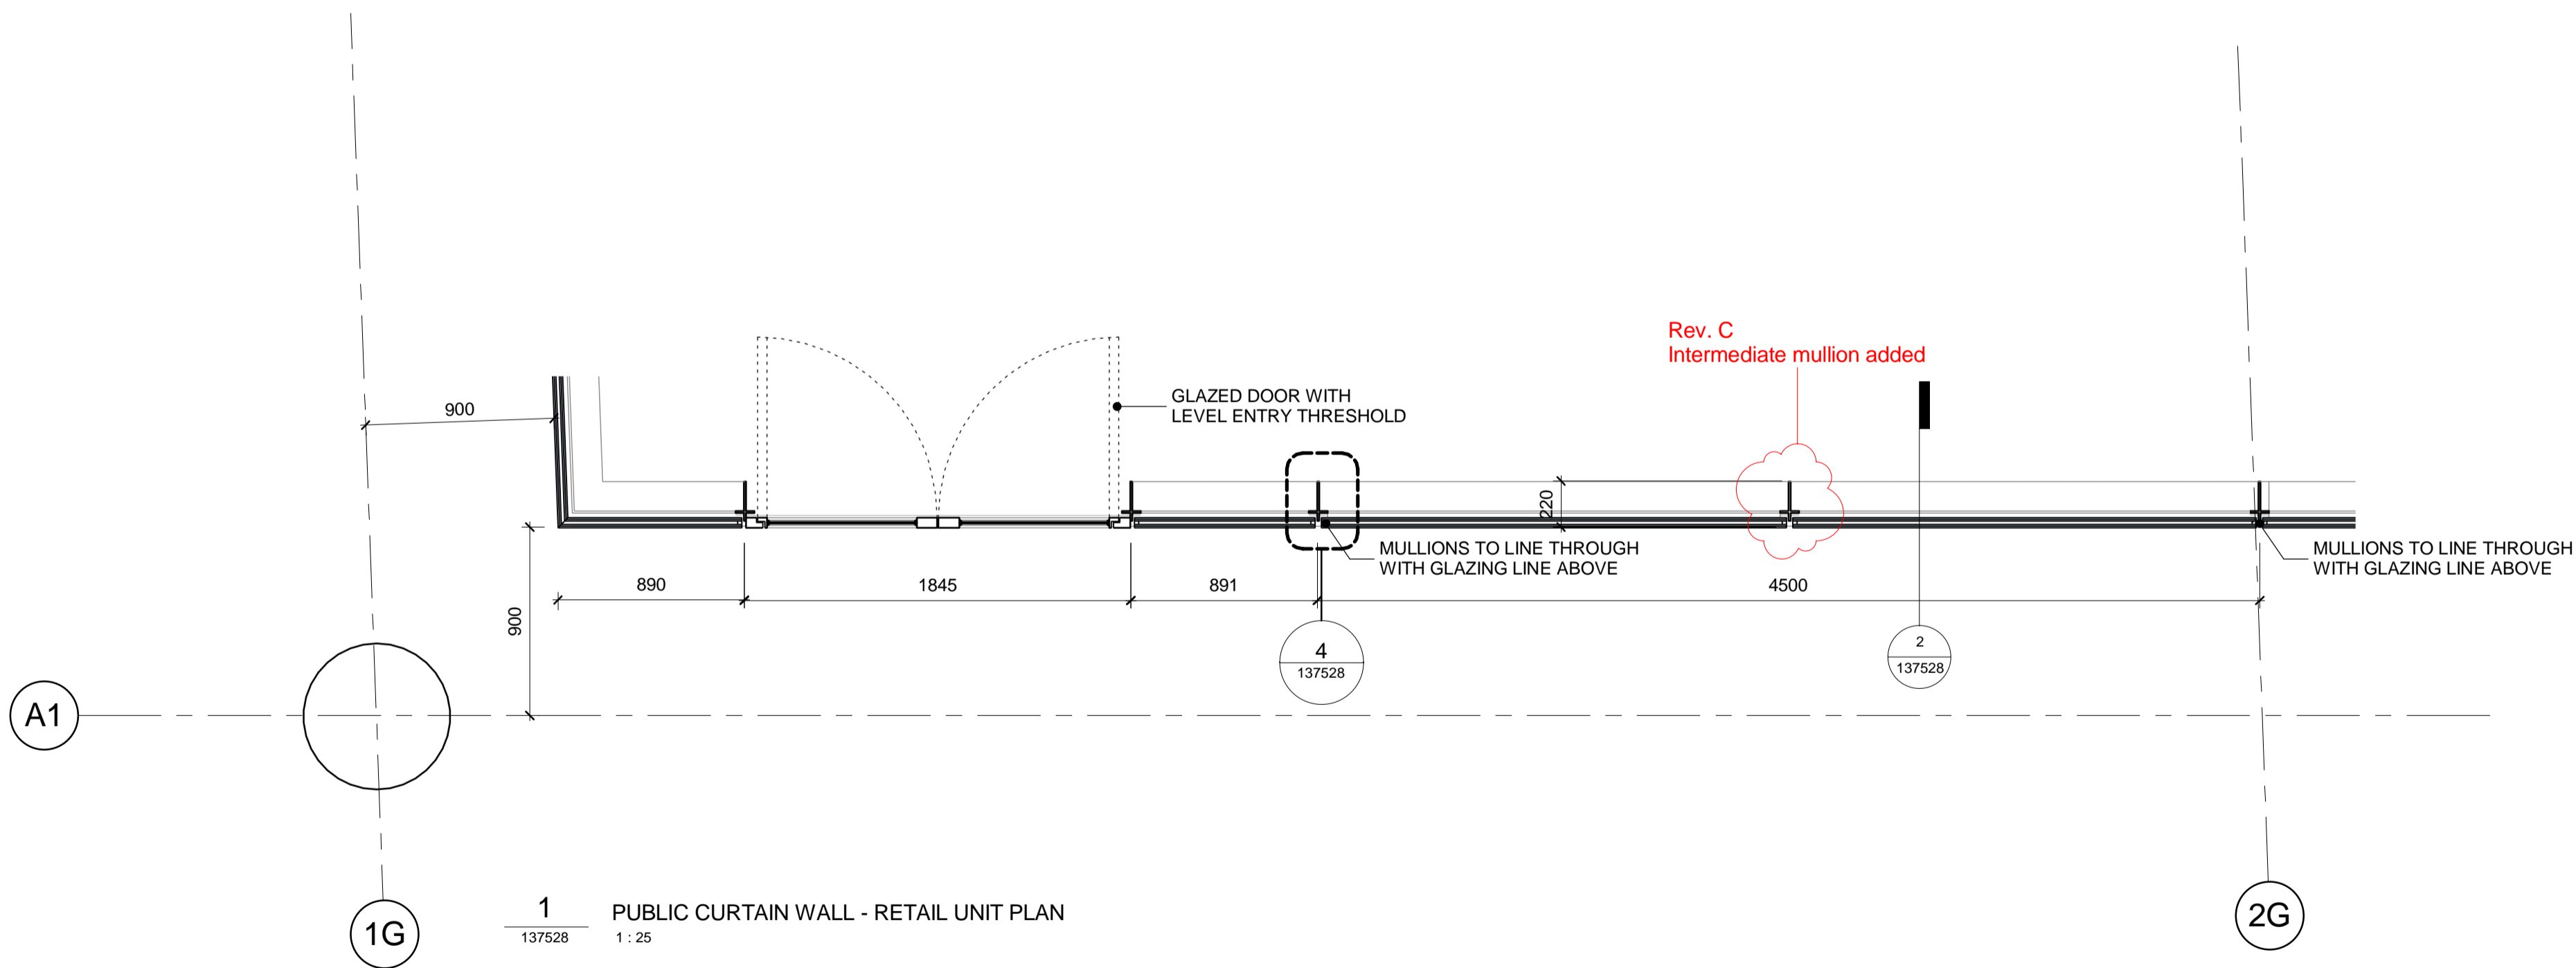 Rev. C
Intermediate mullion added
GLAZED DOOR WITH
LEVEL ENTRY THRESHOLD
900
220
MULLIONS TO LINE THROUGH
WITH GLAZING LINE ABOVE
MULLIONS TO LINE THROUGH
WITH GLAZING LINE ABOVE
890
1845
891
4500
900
4
137528
2
137528
A1
1G
2G
1
137528
PUBLIC CURTAIN WALL - RETAIL UNIT PLAN
1 : 25